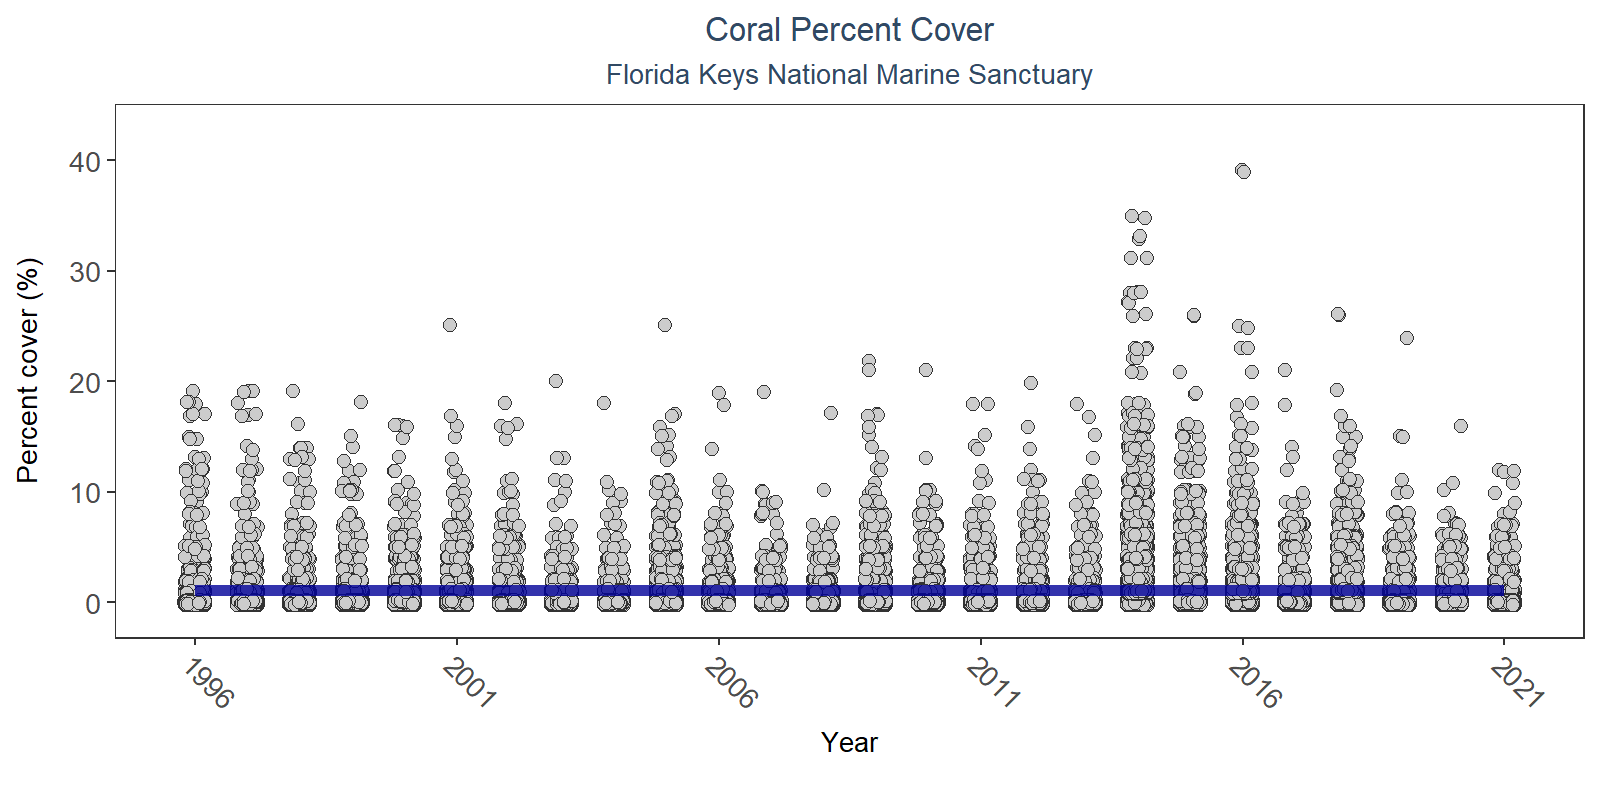 Coral Percent Cover
Florida Keys National Marine Sanctuary
Percent cover (%)
40
30
20
10
0
1996
2001
2006
2011
2016
2021
Year